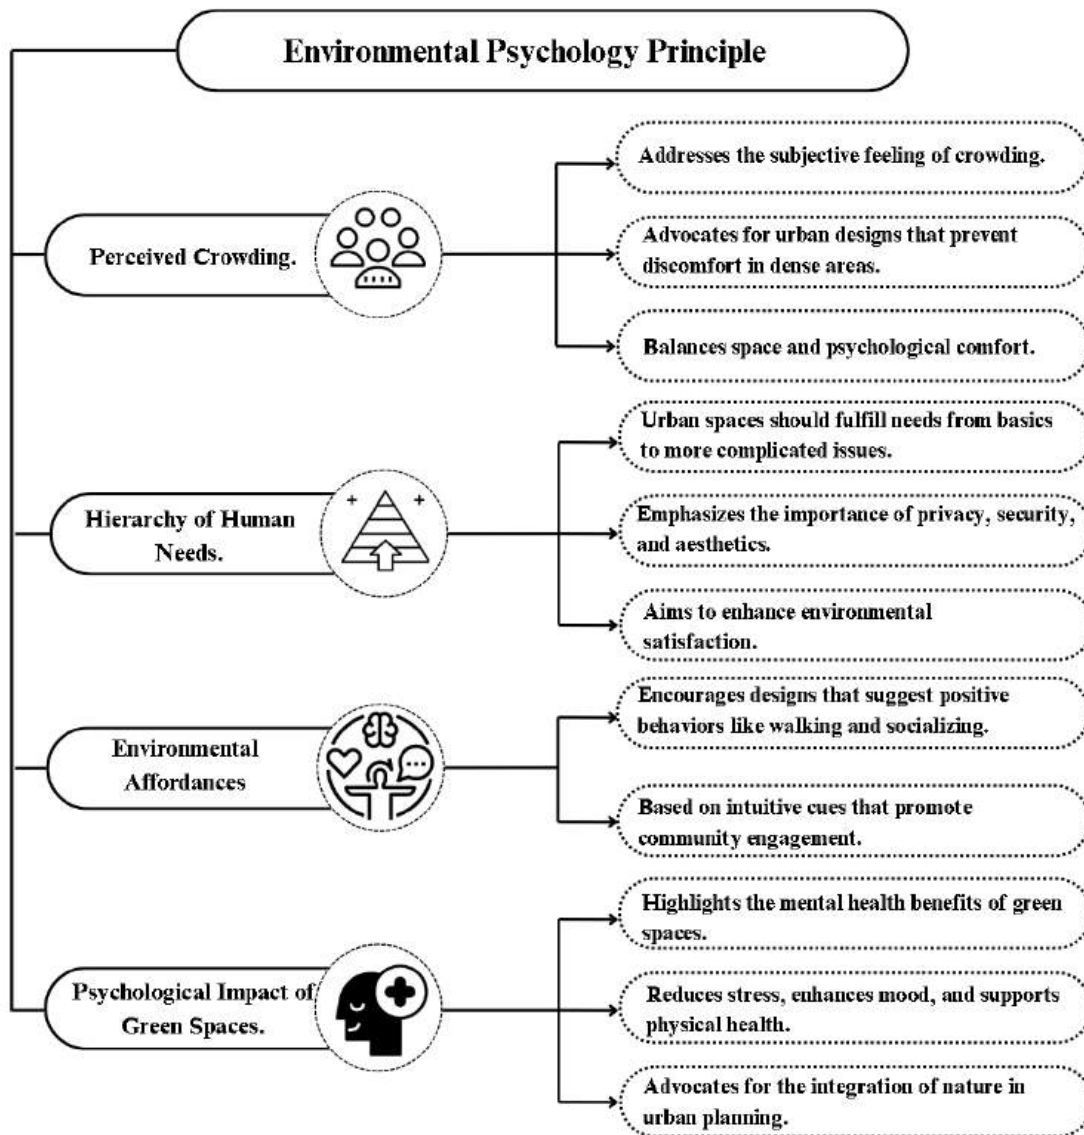 Environmental Psychology Principle
Perceived Crowding.
Addresses the subjective feeling of crowding.
Advocates for urban designs that prevent
discomfort in dense areas.
Balances space and psychological comfort.
Hierarchy of Human
Needs.
Urban spaces should fulfill needs from basics
to more complicated issues.
Emphasizes the importance of privacy, security,
and aesthetics.
Aims to enhance environmental
satisfaction.
Environmental
Affordances
Encourages designs that suggest positive
behaviors like walking and socializing.
Based on intuitive cues that promote
community engagement.
Psychological Impact of
Green Spaces.
Highlights the mental health benefits of green
spaces.
Reduces stress, enhances mood, and supports
physical health.
Advocates for the integration of nature in
urban planning.